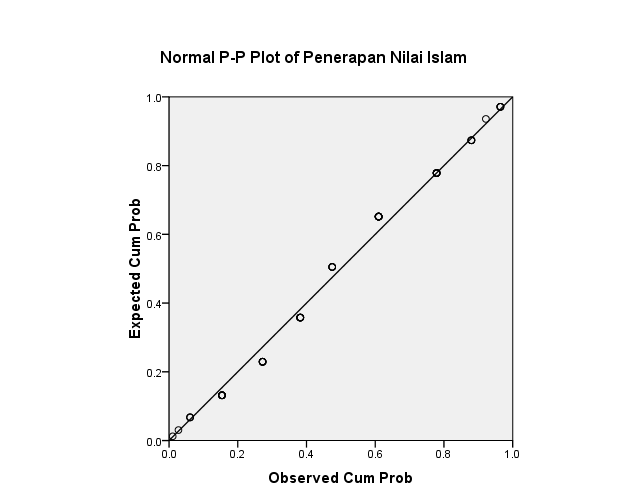 Normal P-P Plot of Penerapan Nilai Islam
Expected Cum Prob
1.0
0.8
0.6
0.4
0.2
0.0
0.0 0.2 0.4 0.6 0.8 1.0
Observed Cum Prob